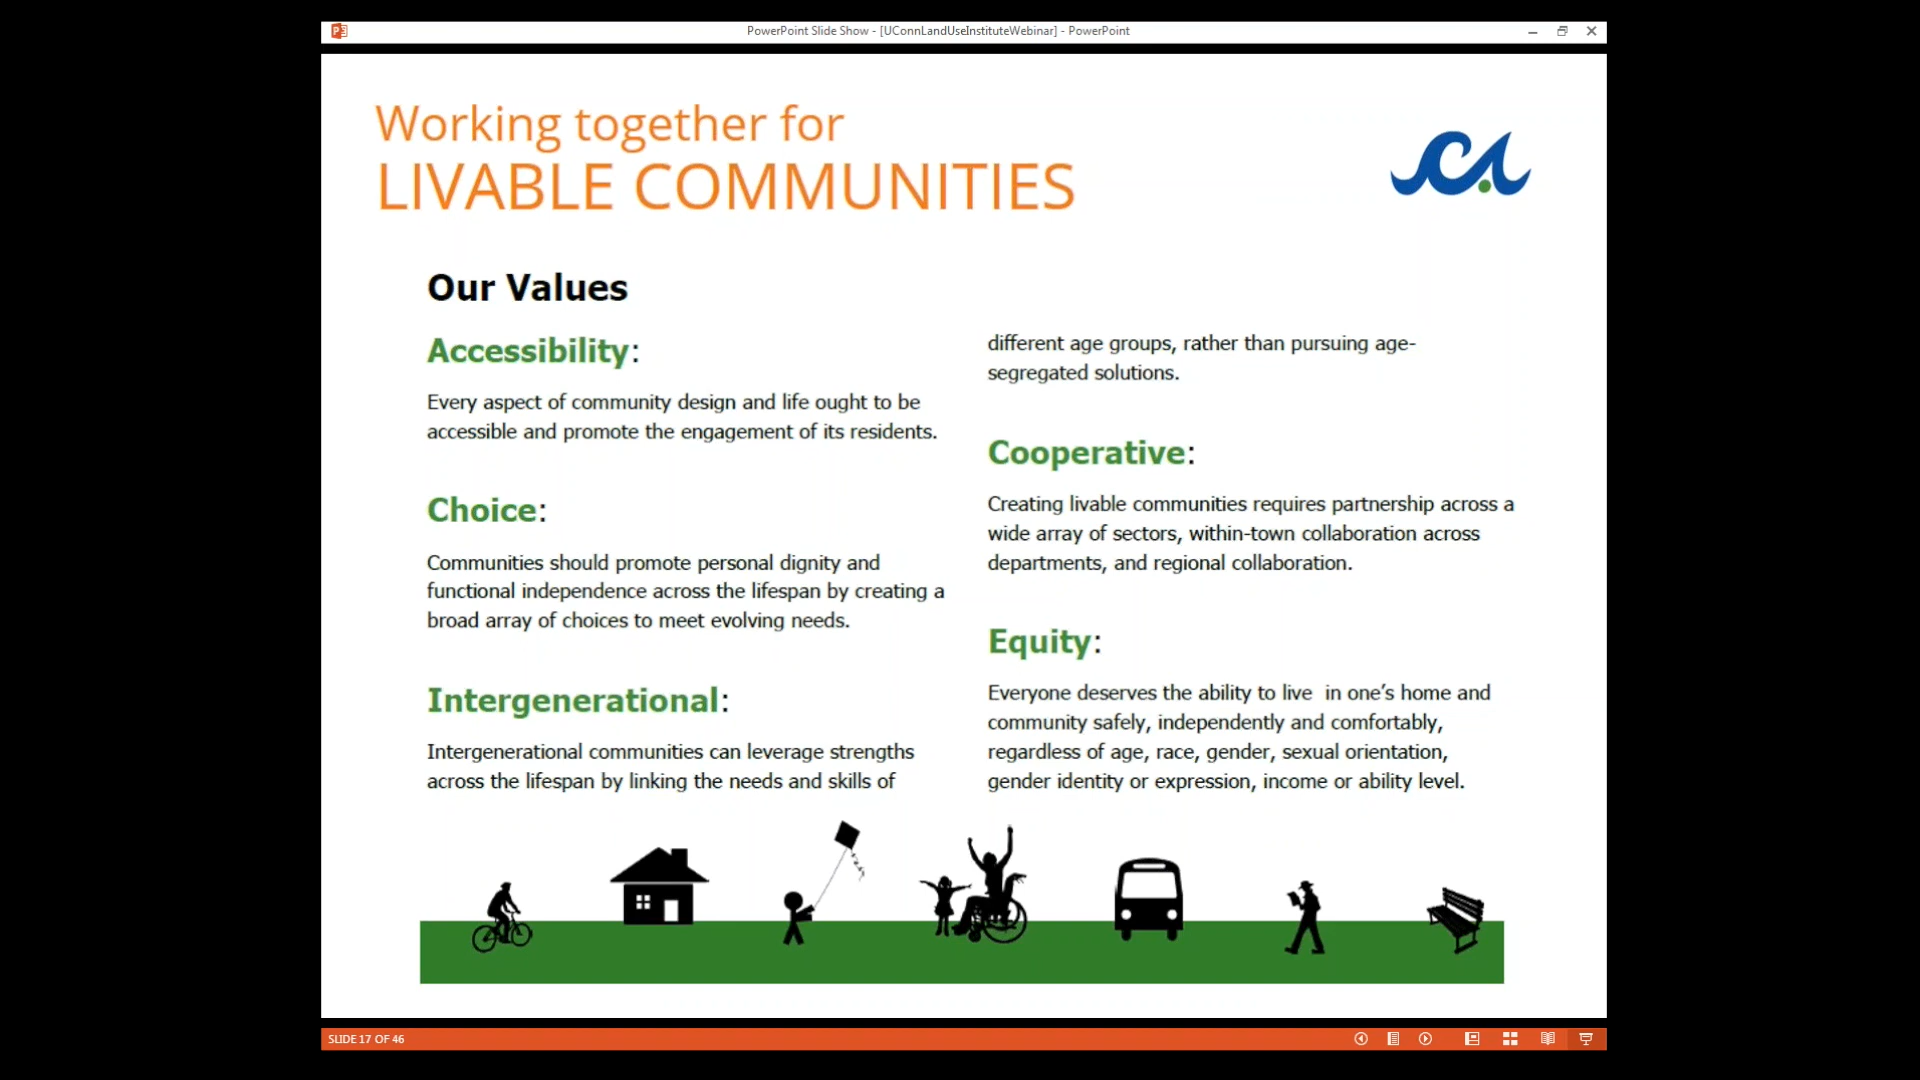 PowerPoint Slide Show - [UConnLandUseInstituteWebinar] - PowerPoint
Working together for
LIVABLE COMMUNITIES
Our Values
Accessibility:
Every aspect of community design and life ought to be
accessible and promote the engagement of its residents.
Choice:
Communities should promote personal dignity and
functional independence across the lifespan by creating a
broad array of choices to meet evolving needs.
Intergenerational:
Intergenerational communities can leverage strengths
across the lifespan by linking the needs and skills of
different age groups, rather than pursuing age-
segregated solutions.
Cooperative:
Creating livable communities requires partnership across a
wide array of sectors, within-town collaboration across
departments, and regional collaboration.
Equity:
Everyone deserves the ability to live  in one’s home and
community safely, independently and comfortably,
regardless of age, race, gender, sexual orientation,
gender identity or expression, income or ability level.
SLIDE 17 OF 46